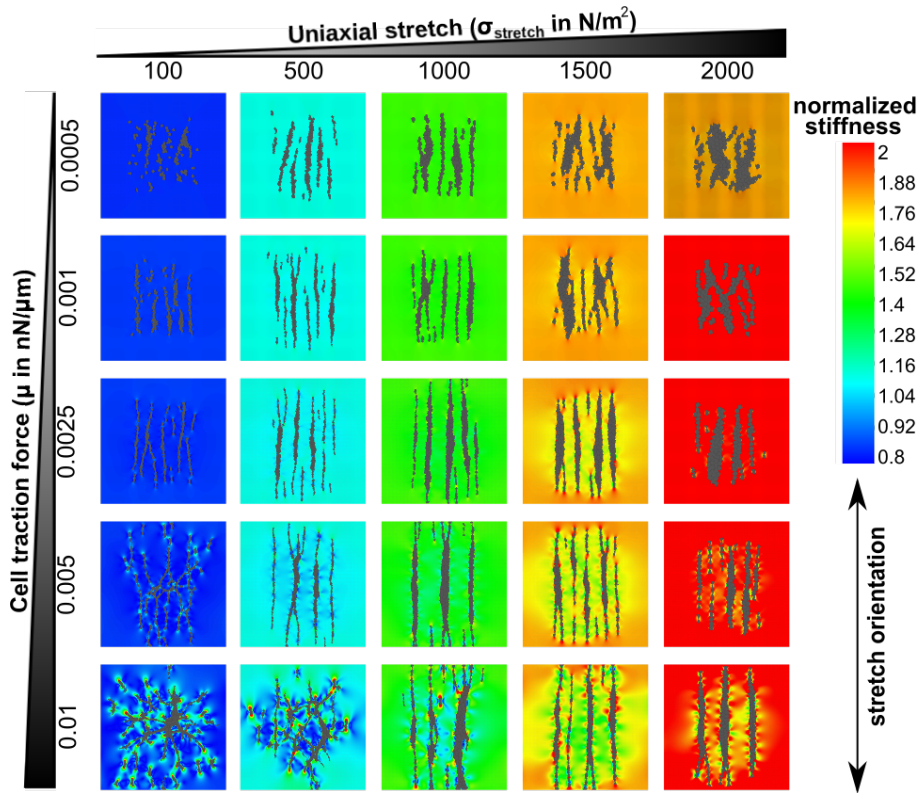 Uniaxial stretch (σstretch in N/m²)
100 500 1000 1500 2000
Cell traction force (μ in nN/μm)
0.0005
0.001
0.0025
0.005
0.01
normalized
stiffness
2
1.88
1.76
1.64
1.52
1.4
1.28
1.16
1.04
0.92
0.8
stretch orientation